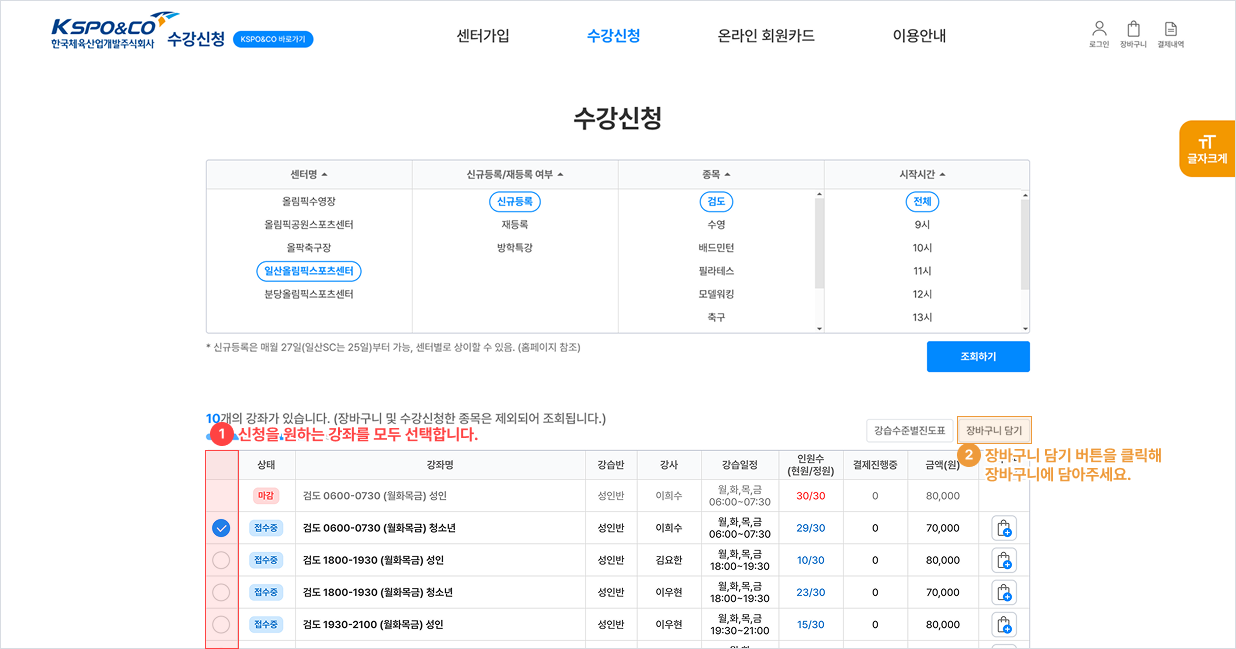 KSPO&CO
한국체육산업개발주식회사
수강신청
KSPO&CO 바로가기
센터가입
수강신청
온라인 회원카드
이용안내
로그인
장바구니
결제내역
수강신청
TT
글자크게
센터명
신규등록/재등록 여부
종목
시작시간
올림픽수영장
신규등록
검도
전체
올림픽공원스포츠센터
재등록
수영
9시
올팍축구장
방학특강
배드민턴
10시
일산올림픽스포츠센터
필라테스
11시
분당올림픽스포츠센터
모델워킹
12시
축구
13시
* 신규등록은 매월 27일(일산SC는 25일)부터 가능, 센터별로 상이할 수 있음. (홈페이지 참조)
조회하기
10개의 강좌가 있습니다. (장바구니 및 수강신청한 종목은 제외되어 조회됩니다.)
1 신청을 원하는 강좌를 모두 선택합니다.
강습수준별진도표
장바구니 담기
2 장바구니 담기 버튼을 클릭해
장바구니에 담아주세요.
상태
강좌명
강습반
강사
강습일정
인원수
(현원/정원)
결제진행중
금액(원)
마감
검도 0600-0730 (월화목금) 성인
성인반
이희수
월,화,목,금
06:00~07:30
30/30
0
80,000
접수중
검도 0600-0730 (월화목금) 청소년
성인반
이희수
월,화,목,금
06:00~07:30
29/30
0
70,000
접수중
검도 1800-1930 (월화목금) 성인
성인반
김요한
월,화,목,금
18:00~19:30
10/30
0
80,000
접수중
검도 1800-1930 (월화목금) 청소년
성인반
이우현
월,화,목,금
18:00~19:30
23/30
0
70,000
접수중
검도 1930-2100 (월화목금) 성인
성인반
이우현
월,화,목,금
19:30~21:00
15/30
0
80,000